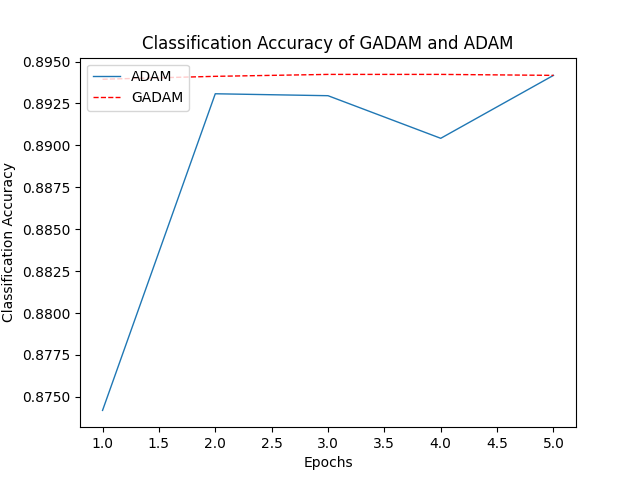 Classification Accuracy of GADAM and ADAM
0.8950
0.8925
0.8900
0.8875
0.8850
0.8825
0.8800
0.8775
0.8750
Classification Accuracy
ADAM
GADAM
1.0 1.5 2.0 2.5 3.0 3.5 4.0 4.5 5.0
Epochs